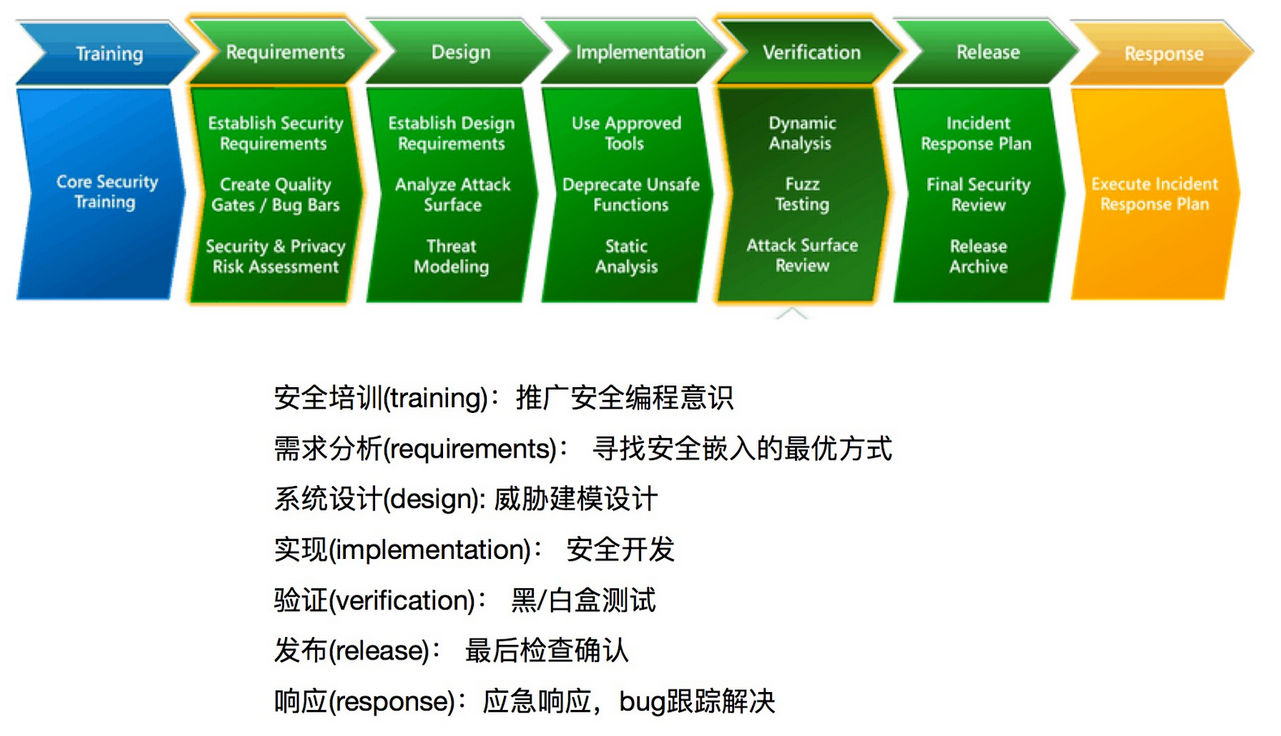 Training
Requirements
Design
Implementation
Verification
Release
Response
Core Security
Training
Establish Security
Requirements
Create Quality
Gates / Bug Bars
Security & Privacy
Risk Assessment
Establish Design
Requirements
Analyze Attack
Surface
Threat
Modeling
Use Approved
Tools
Deprecate Unsafe
Functions
Static
Analysis
Dynamic
Analysis
Fuzz
Testing
Attack Surface
Review
Incident
Response Plan
Final Security
Review
Release
Archive
Execute Incident
Response Plan
安全培训(training)：推广安全编程意识
需求分析(requirements)： 寻找安全嵌入的最优方式
系统设计(design): 威胁建模设计
实现(implementation)： 安全开发
验证(verification)： 黑/白盒测试
发布(release)： 最后检查确认
响应(response)：应急响应，bug跟踪解决